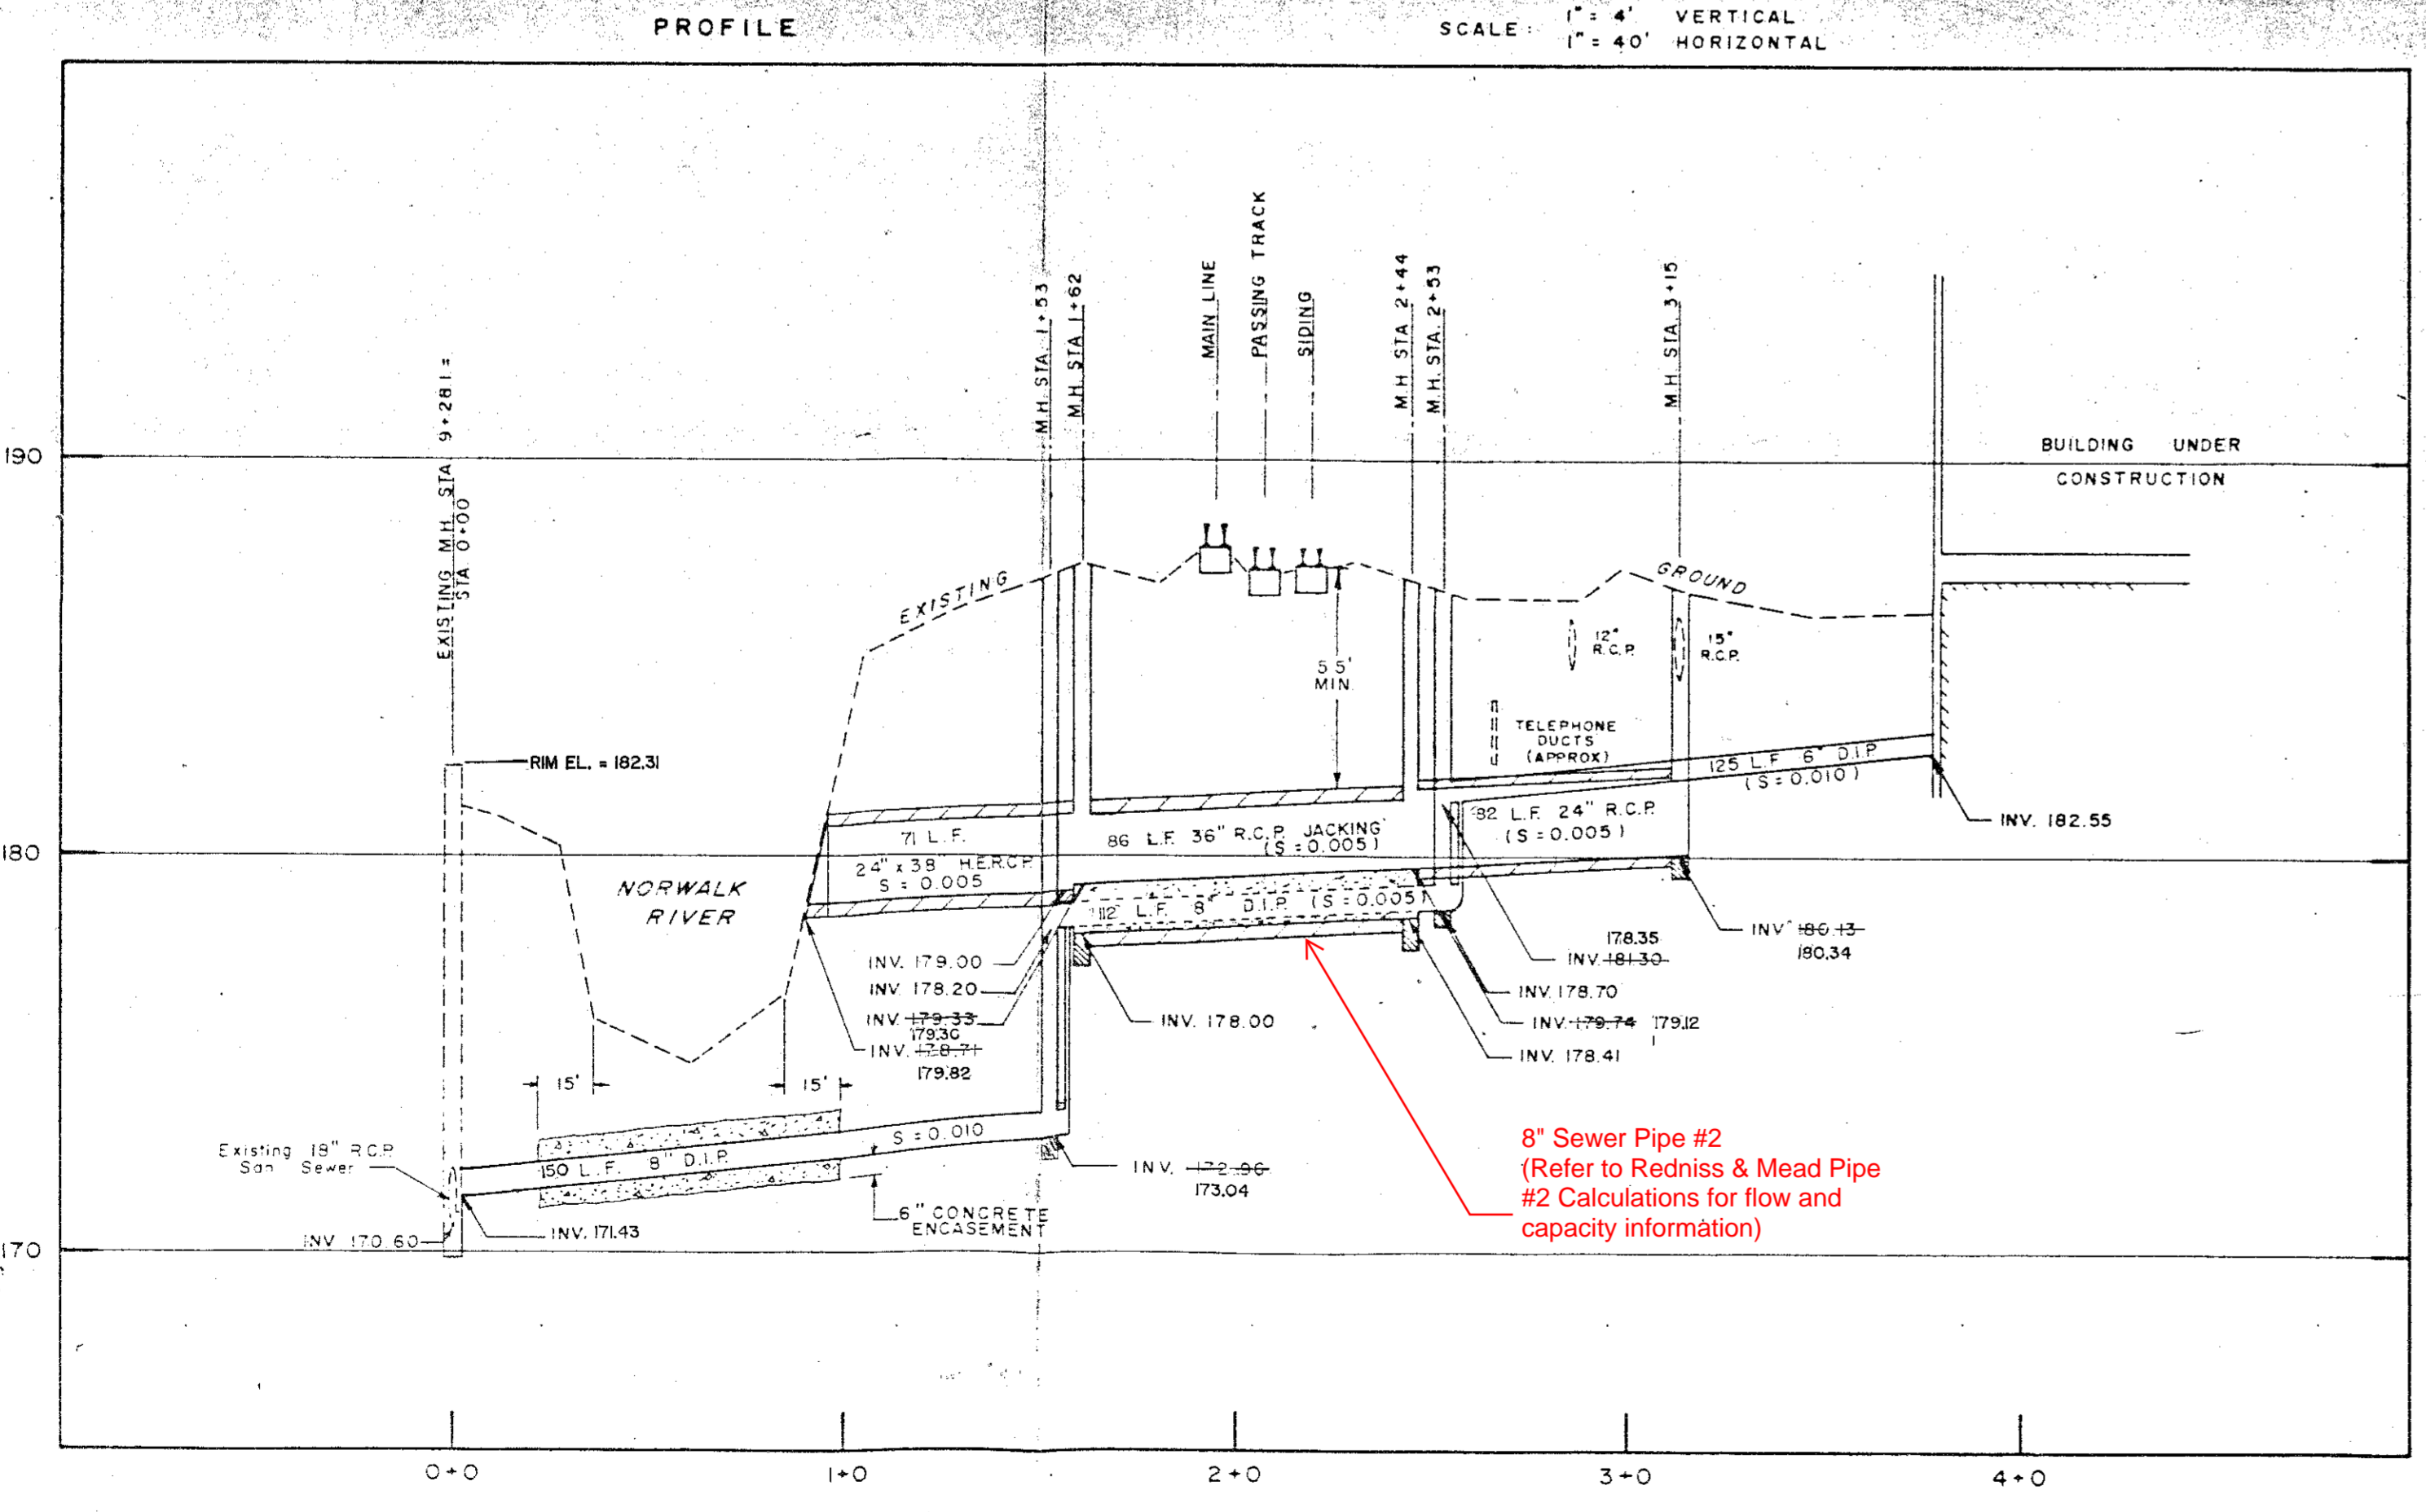 PROFILE
SCALE: 1" = 4' VERTICAL
1" = 40' HORIZONTAL
EXISTING M.H. STA 9+28.1 =
STA. 0+00
M.H. STA. 1+53
M.H. STA 1+62
MAIN LINE
PASSING TRACK
SIDING
M.H. STA 2+44
M.H. STA. 2+53
M.H. STA. 3+15
190
BUILDING UNDER
CONSTRUCTION
EXISTING
GROUND
12"
R.C.P.
15"
R.C.P.
5.5'
MIN.
TELEPHONE
DUCTS
(APPROX)
RIM EL. = 182.31
125 L.F. 6" D.I.P.
(S=0.010)
INV. 182.55
180
71 L.F.
24" x 38" H.E.R.C.P.
S = 0.005
86 L.F. 36" R.C.P. JACKING
(S=0.005)
82 L.F. 24" R.C.P.
(S=0.005)
NORWALK
RIVER
112 L.F. 8" D.I.P. (S=0.005)
INV. 179.00
INV. 178.20
INV. 179.33
179.36
INV. 178.71
179.82
INV. 178.00
178.35
INV. 181.30
INV. 178.70
INV. 179.74 179.12
INV. 178.41
INV. 180.13
180.34
15'
15'
S = 0.010
150 L.F. 8" D.I.P.
Existing 18" R.C.P.
San Sewer
INV. 172.96
173.04
6" CONCRETE
ENCASEMENT
INV. 171.43
INV 170.60
170
8" Sewer Pipe #2
(Refer to Redniss & Mead Pipe
#2 Calculations for flow and
capacity information)
0+0
1+0
2+0
3+0
4+0